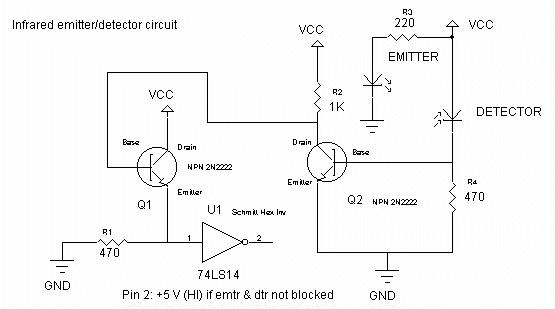 Infrared emitter/detector circuit
R3
220
VCC
VCC
EMITTER
R2
1K
VCC
DETECTOR
Base
Drain
NPN 2N2222
Emitter
Q1
Drain
Base
Emitter
Q2
NPN 2N2222
R4
470
U1
Schmitt Hex Inv
R1
470
1
2
74LS14
GND
GND
Pin 2: +5 V (HI) if emtr & dtr not blocked